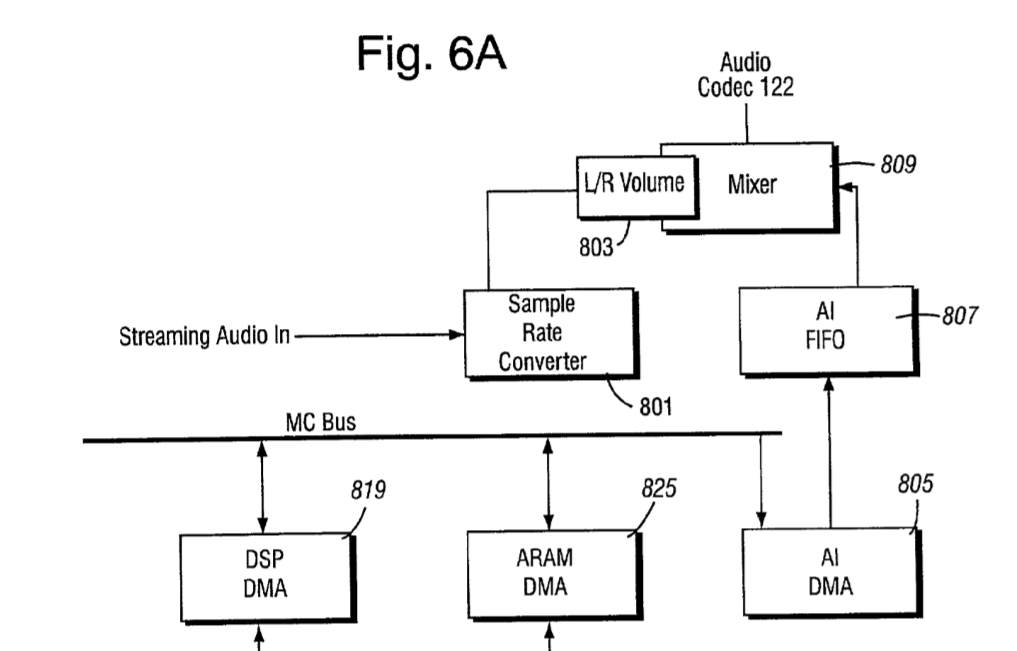 Fig. 6A
Audio
Codec 122
L/R Volume
Mixer
809
803
Streaming Audio In
Sample
Rate
Converter
801
AI
FIFO
807
MC Bus
819
DSP
DMA
825
ARAM
DMA
805
AI
DMA